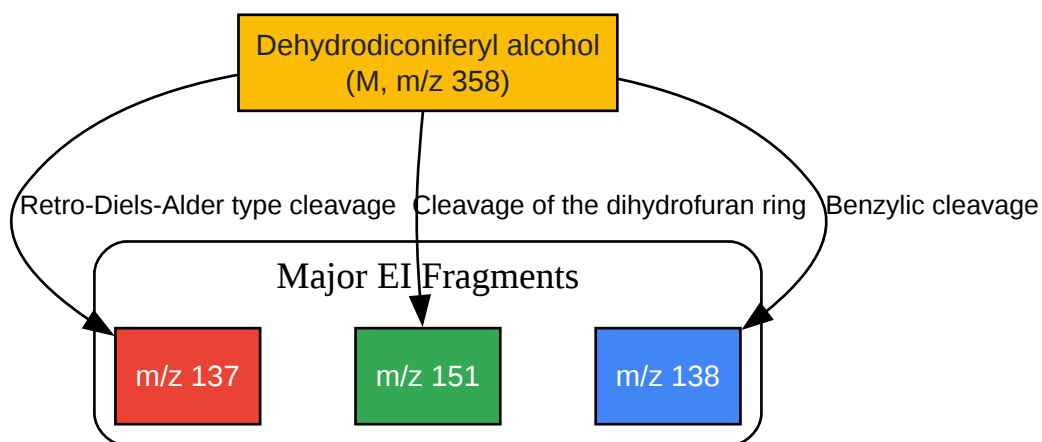 Dehydrodiconiferyl alcohol
(M, m/z 358)
Retro-Diels-Alder type cleavage
Cleavage of the dihydrofuran ring
Benzylic cleavage
Major EI Fragments
m/z 137
m/z 151
m/z 138